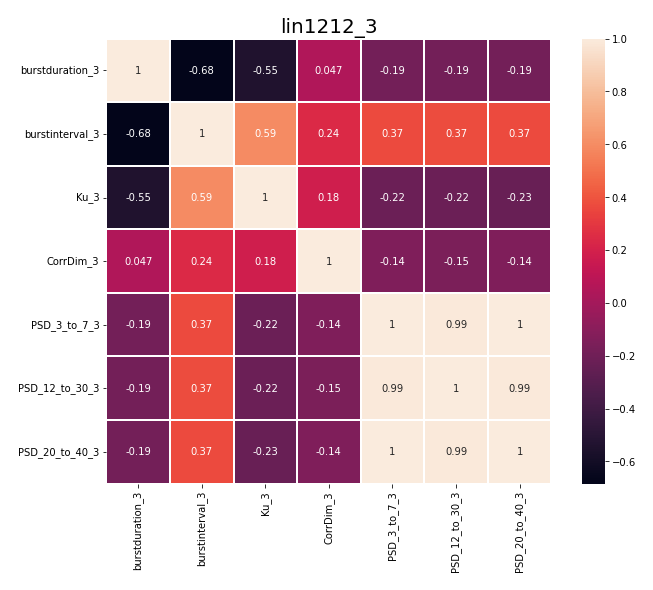 lin1212_3
burstduration_3 1 -0.68 -0.55 0.047 -0.19 -0.19 -0.19
burstinterval_3 -0.68 1 0.59 0.24 0.37 0.37 0.37
Ku_3 -0.55 0.59 1 0.18 -0.22 -0.22 -0.23
CorrDim_3 0.047 0.24 0.18 1 -0.14 -0.15 -0.14
PSD_3_to_7_3 -0.19 0.37 -0.22 -0.14 1 0.99 1
PSD_12_to_30_3 -0.19 0.37 -0.22 -0.15 0.99 1 0.99
PSD_20_to_40_3 -0.19 0.37 -0.23 -0.14 1 0.99 1
burstduration_3
burstinterval_3
Ku_3
CorrDim_3
PSD_3_to_7_3
PSD_12_to_30_3
PSD_20_to_40_3
1.0
0.8
0.6
0.4
0.2
0.0
−0.2
−0.4
−0.6